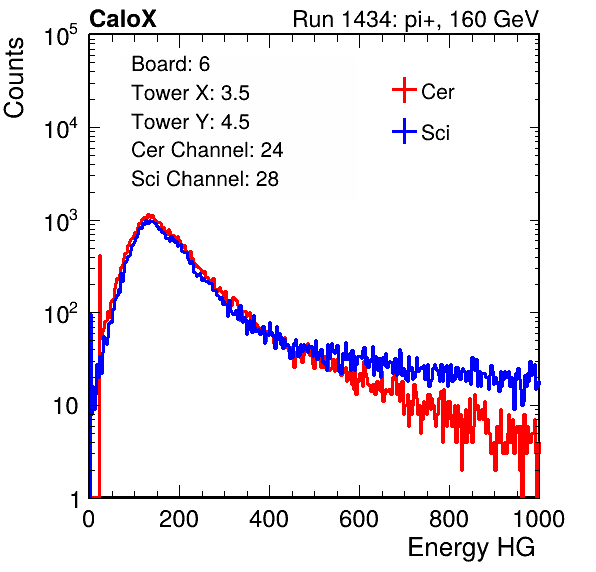 CaloX Run 1434: pi+, 160 GeV
Board: 6
Tower X: 3.5
Tower Y: 4.5
Cer Channel: 24
Sci Channel: 28
Cer
Sci
Counts
10^5
10^4
10^3
10^2
10
1
0 200 400 600 800 1000
Energy HG